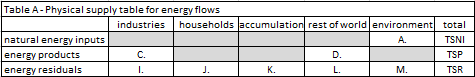 Table A - Physical supply table for energy flows
industries households accumulation rest of world environment total
natural energy inputs A. TSNI
energy products C. D. TSP
energy residuals I. J. K. L. M. TSR